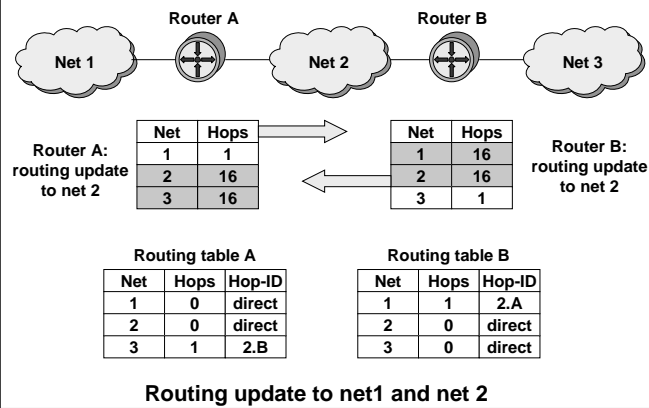 Router A
Router B
Net 1
Net 2
Net 3
Router A:
routing update
to net 2
Net Hops
1 1
2 16
3 16
Net Hops
1 16
2 16
3 1
Router B:
routing update
to net 2
Routing table A
Net Hops Hop-ID
1 0 direct
2 0 direct
3 1 2.B
Routing table B
Net Hops Hop-ID
1 1 2.A
2 0 direct
3 0 direct
Routing update to net1 and net 2